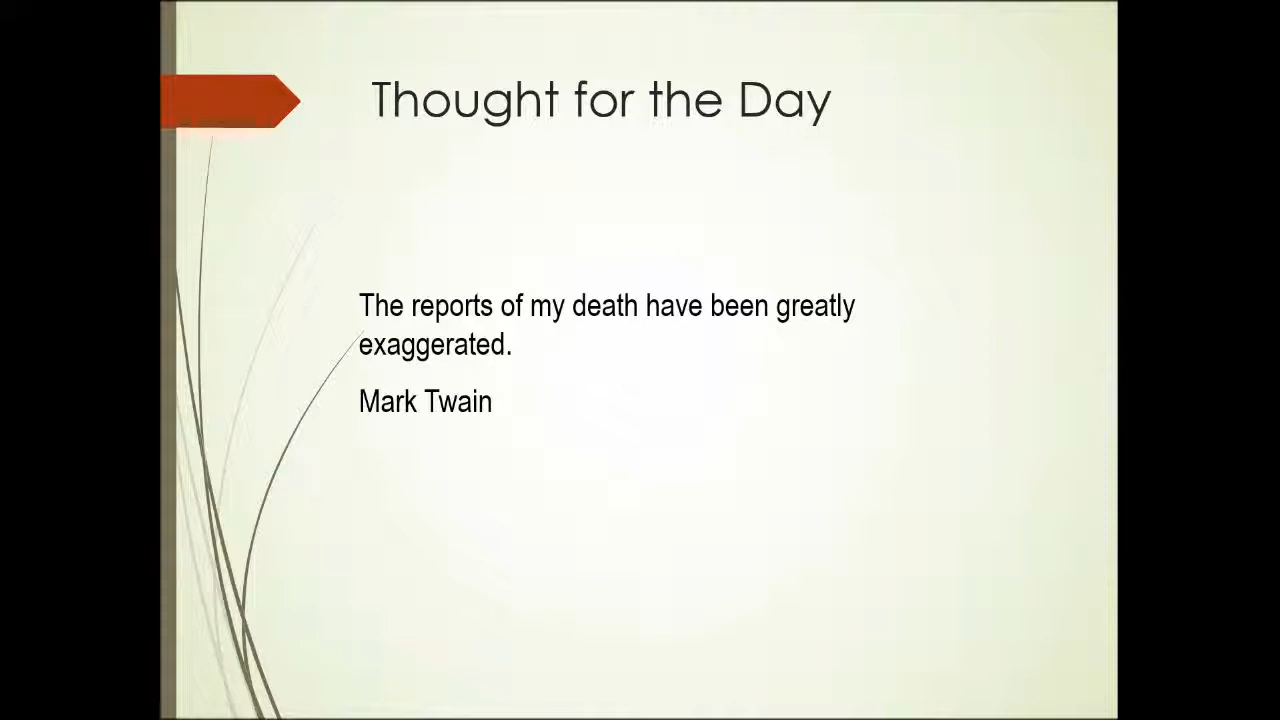 Thought for the Day
The reports of my death have been greatly
exaggerated.
Mark Twain